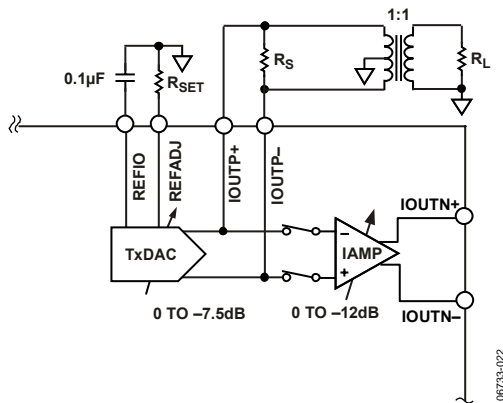 1:1
0.1µF
RSET
RS
RL
REFIO
REFADJ
IOUTP+
IOUTP–
IOUTN+
TxDAC
–
IAMP
+
0 TO –7.5dB
0 TO –12dB
IOUTN–
06733-022